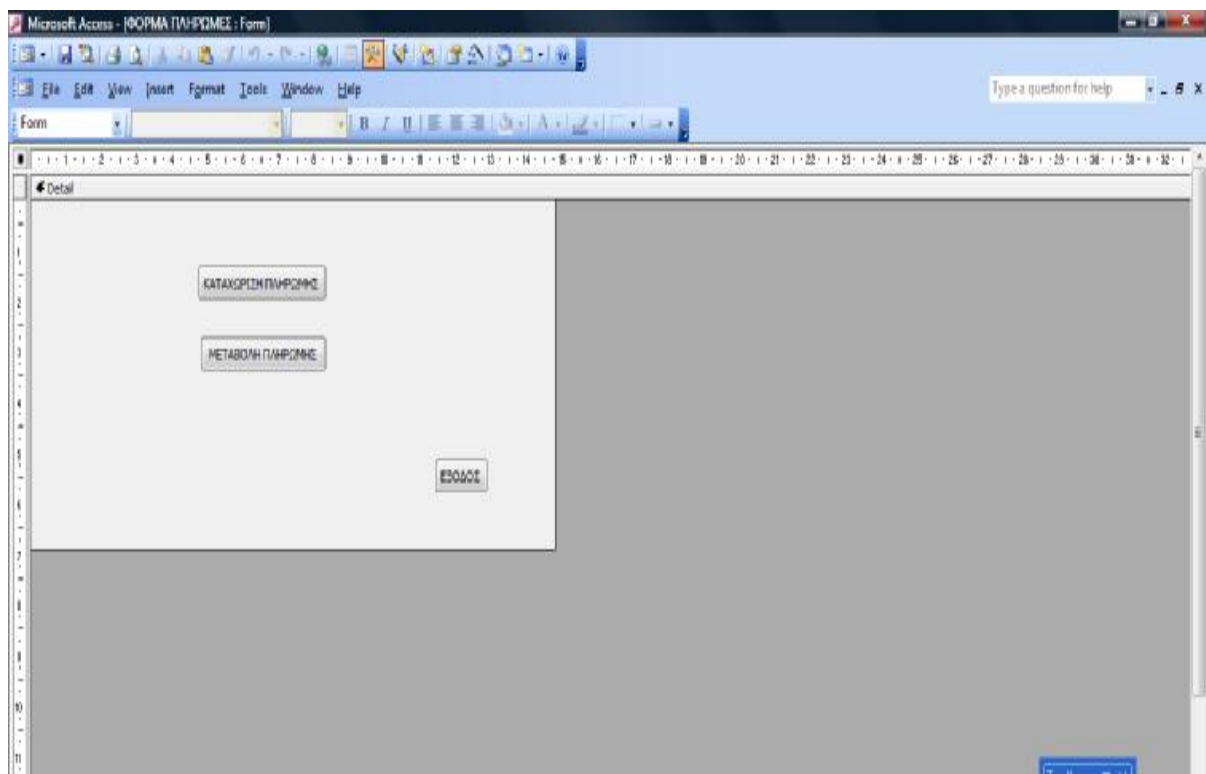 Microsoft Access - [ΦΟΡΜΑ ΠΛΗΡΩΜΕΣ : Form]
File Edit View Insert Format Tools Window Help
Type a question for help
Form
B I U
Detail
ΚΑΤΑΧΩΡΙΣΗ ΠΛΗΡΩΜΗΣ
ΜΕΤΑΒΟΛΗ ΠΛΗΡΩΜΗΣ
ΕΞΟΔΟΣ